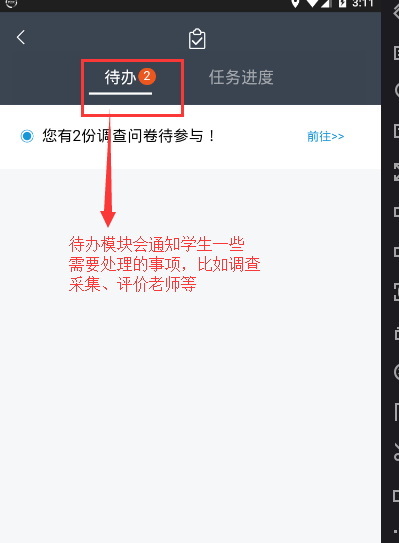 3:11
待办 2
任务进度
您有2份调查问卷待参与！
前往>>
待办模块会通知学生一些
需要处理的事项，比如调查
采集、评价老师等